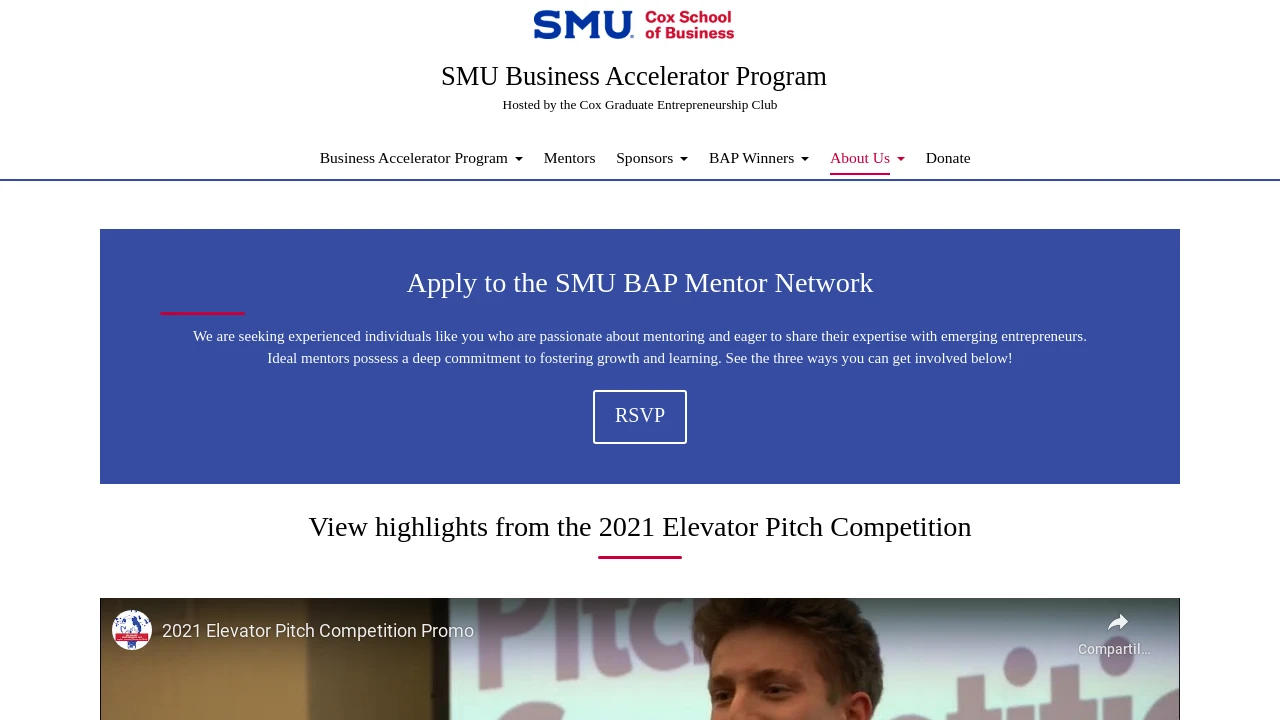 SMU Cox School
of Business
SMU Business Accelerator Program
Hosted by the Cox Graduate Entrepreneurship Club
Business Accelerator Program Mentors Sponsors BAP Winners About Us Donate
Apply to the SMU BAP Mentor Network
We are seeking experienced individuals like you who are passionate about mentoring and eager to share their expertise with emerging entrepreneurs.
Ideal mentors possess a deep commitment to fostering growth and learning. See the three ways you can get involved below!
RSVP
View highlights from the 2021 Elevator Pitch Competition
2021 Elevator Pitch Competition Promo
Compartil...
Pitch